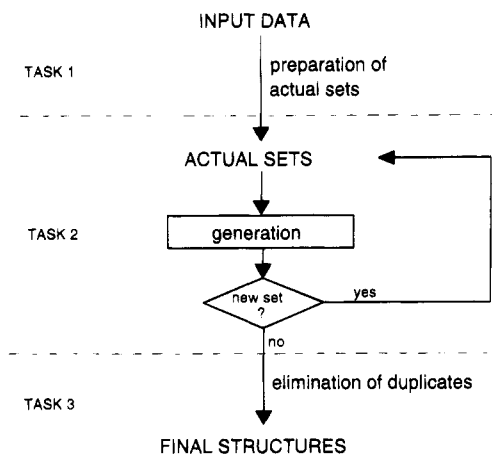 INPUT DATA
TASK 1
preparation of
actual sets
ACTUAL SETS
TASK 2
generation
new set
?
yes
no
elimination of duplicates
TASK 3
FINAL STRUCTURES